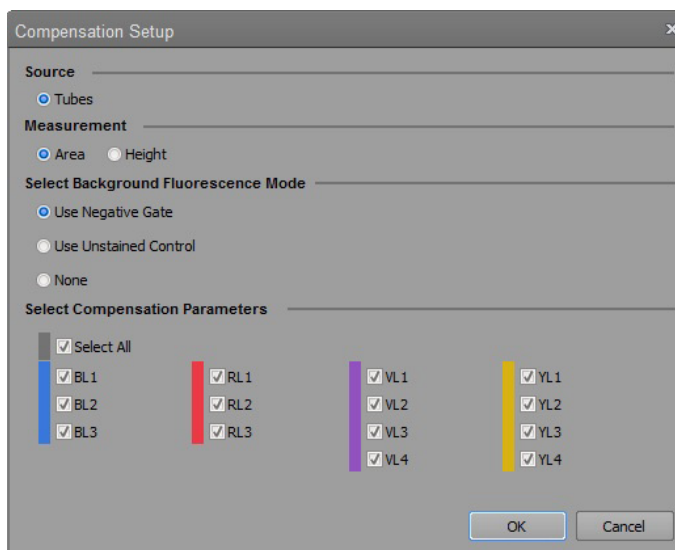 Compensation Setup
Source
Tubes
Measurement
Area Height
Select Background Fluorescence Mode
Use Negative Gate
Use Unstained Control
None
Select Compensation Parameters
Select All
BL1 RL1 VL1 YL1
BL2 RL2 VL2 YL2
BL3 RL3 VL3 YL3
VL4 YL4
OK Cancel